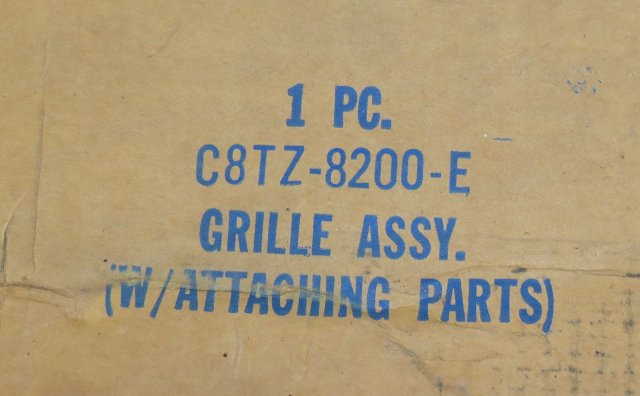 1 PC.
C8TZ-8200-E
GRILLE ASSY.
(W/ATTACHING PARTS)